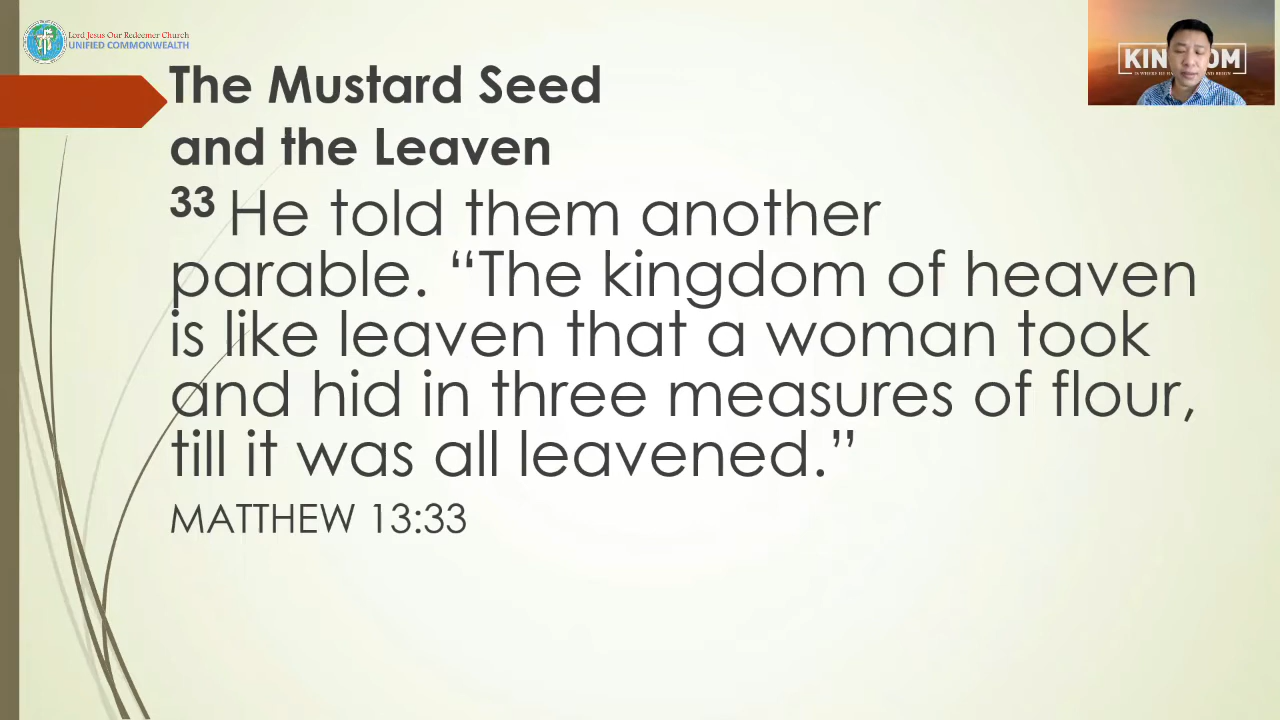 Lord Jesus Our Redeemer Church
UNIFIED COMMONWEALTH
The Mustard Seed
and the Leaven
33 He told them another
parable. “The kingdom of heaven
is like leaven that a woman took
and hid in three measures of flour,
till it was all leavened.”
MATTHEW 13:33